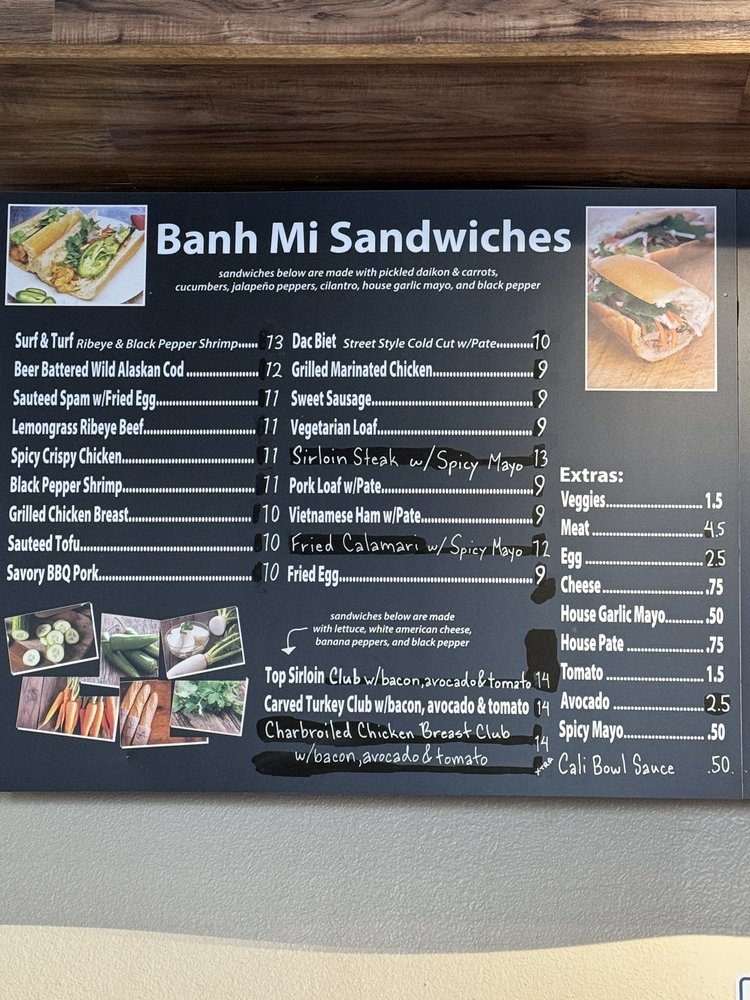 Banh Mi Sandwiches
sandwiches below are made with pickled daikon & carrots,
cucumbers, jalapeño peppers, cilantro, house garlic mayo, and black pepper
Surf & Turf Ribeye & Black Pepper Shrimp...... 13
Beer Battered Wild Alaskan Cod .................. 12
Sauteed Spam w/Fried Egg......................... 11
Lemongrass Ribeye Beef............................ 11
Spicy Crispy Chicken................................. 11
Black Pepper Shrimp................................. 11
Grilled Chicken Breast............................... 10
Sauteed Tofu............................................ 10
Savory BBQ Pork....................................... 10
Dac Biet Street Style Cold Cut w/Pate.......... 10
Grilled Marinated Chicken.......................... 9
Sweet Sausage.......................................... 9
Vegetarian Loaf........................................ 9
Sirloin Steak w/Spicy Mayo 13
Pork Loaf w/Pate....................................... 9
Vietnamese Ham w/Pate............................ 9
Fried Calamari w/Spicy Mayo 12
Fried Egg................................................. 9
sandwiches below are made
with lettuce, white american cheese,
banana peppers, and black pepper
Top Sirloin Club w/bacon, avocado & tomato 14
Carved Turkey Club w/bacon, avocado & tomato 14
Charbroiled Chicken Breast Club 14
w/bacon, avocado & tomato
Extras:
Veggies......................... 1.5
Meat ............................ 4.5
Egg .............................. 2.5
Cheese.......................... .75
House Garlic Mayo......... .50
House Pate ................... .75
Tomato ......................... 1.5
Avocado ....................... 2.5
Spicy Mayo.................... .50
xtra Cali Bowl Sauce .50